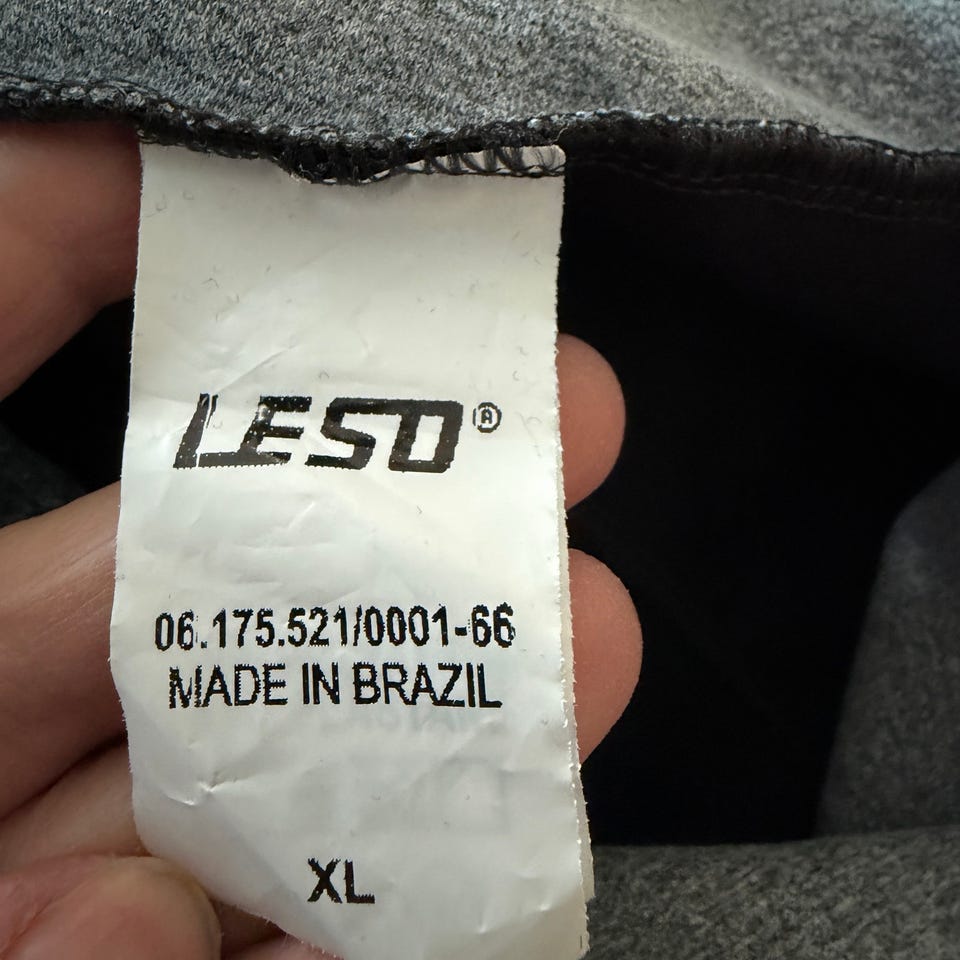 LESO®
06.175.521/0001-66
MADE IN BRAZIL
XL